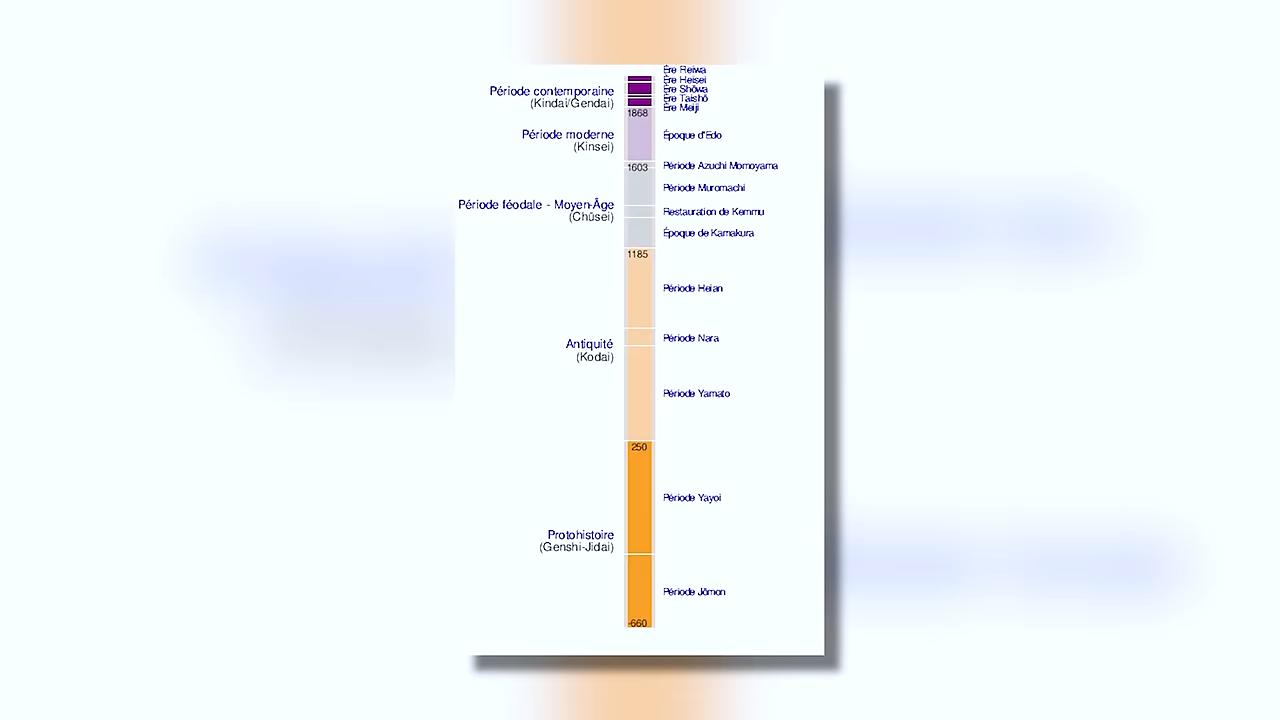 Ère Reiwa
Ère Heisei
Ère Shōwa
Ère Taishō
Ère Meiji
Période contemporaine
(Kindai/Gendai)
1868
Période moderne
(Kinsei)
Époque d'Edo
1603
Période Azuchi Momoyama
Période Muromachi
Période féodale - Moyen-Âge
(Chūsei)
Restauration de Kemmu
Époque de Kamakura
1185
Période Heian
Période Nara
Antiquité
(Kodai)
Période Yamato
250
Période Yayoi
Protohistoire
(Genshi-Jidai)
Période Jōmon
-660